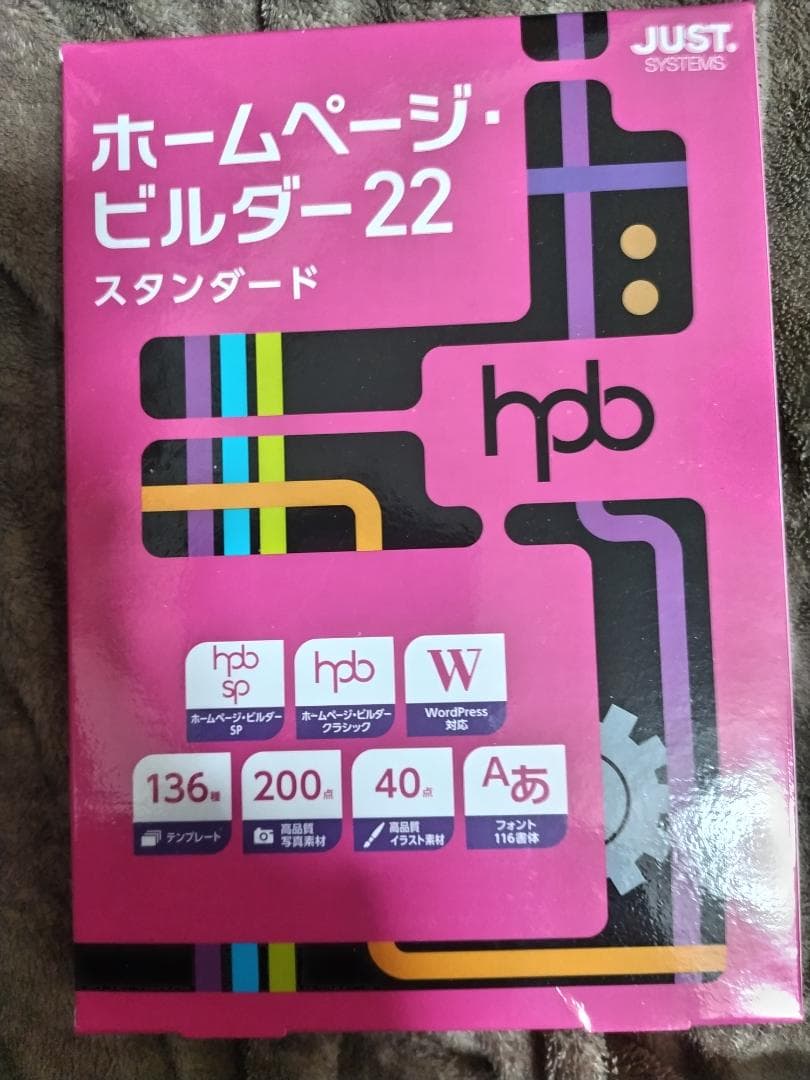 JUST.
SYSTEMS
ホームページ・
ビルダー22
スタンダード
hpb
hpb
sp
ホームページ・ビルダー
SP
hpb
ホームページ・ビルダー
クラシック
W
WordPress
対応
136種
テンプレート
200点
高品質
写真素材
40点
高品質
イラスト素材
Aあ
フォント
116書体